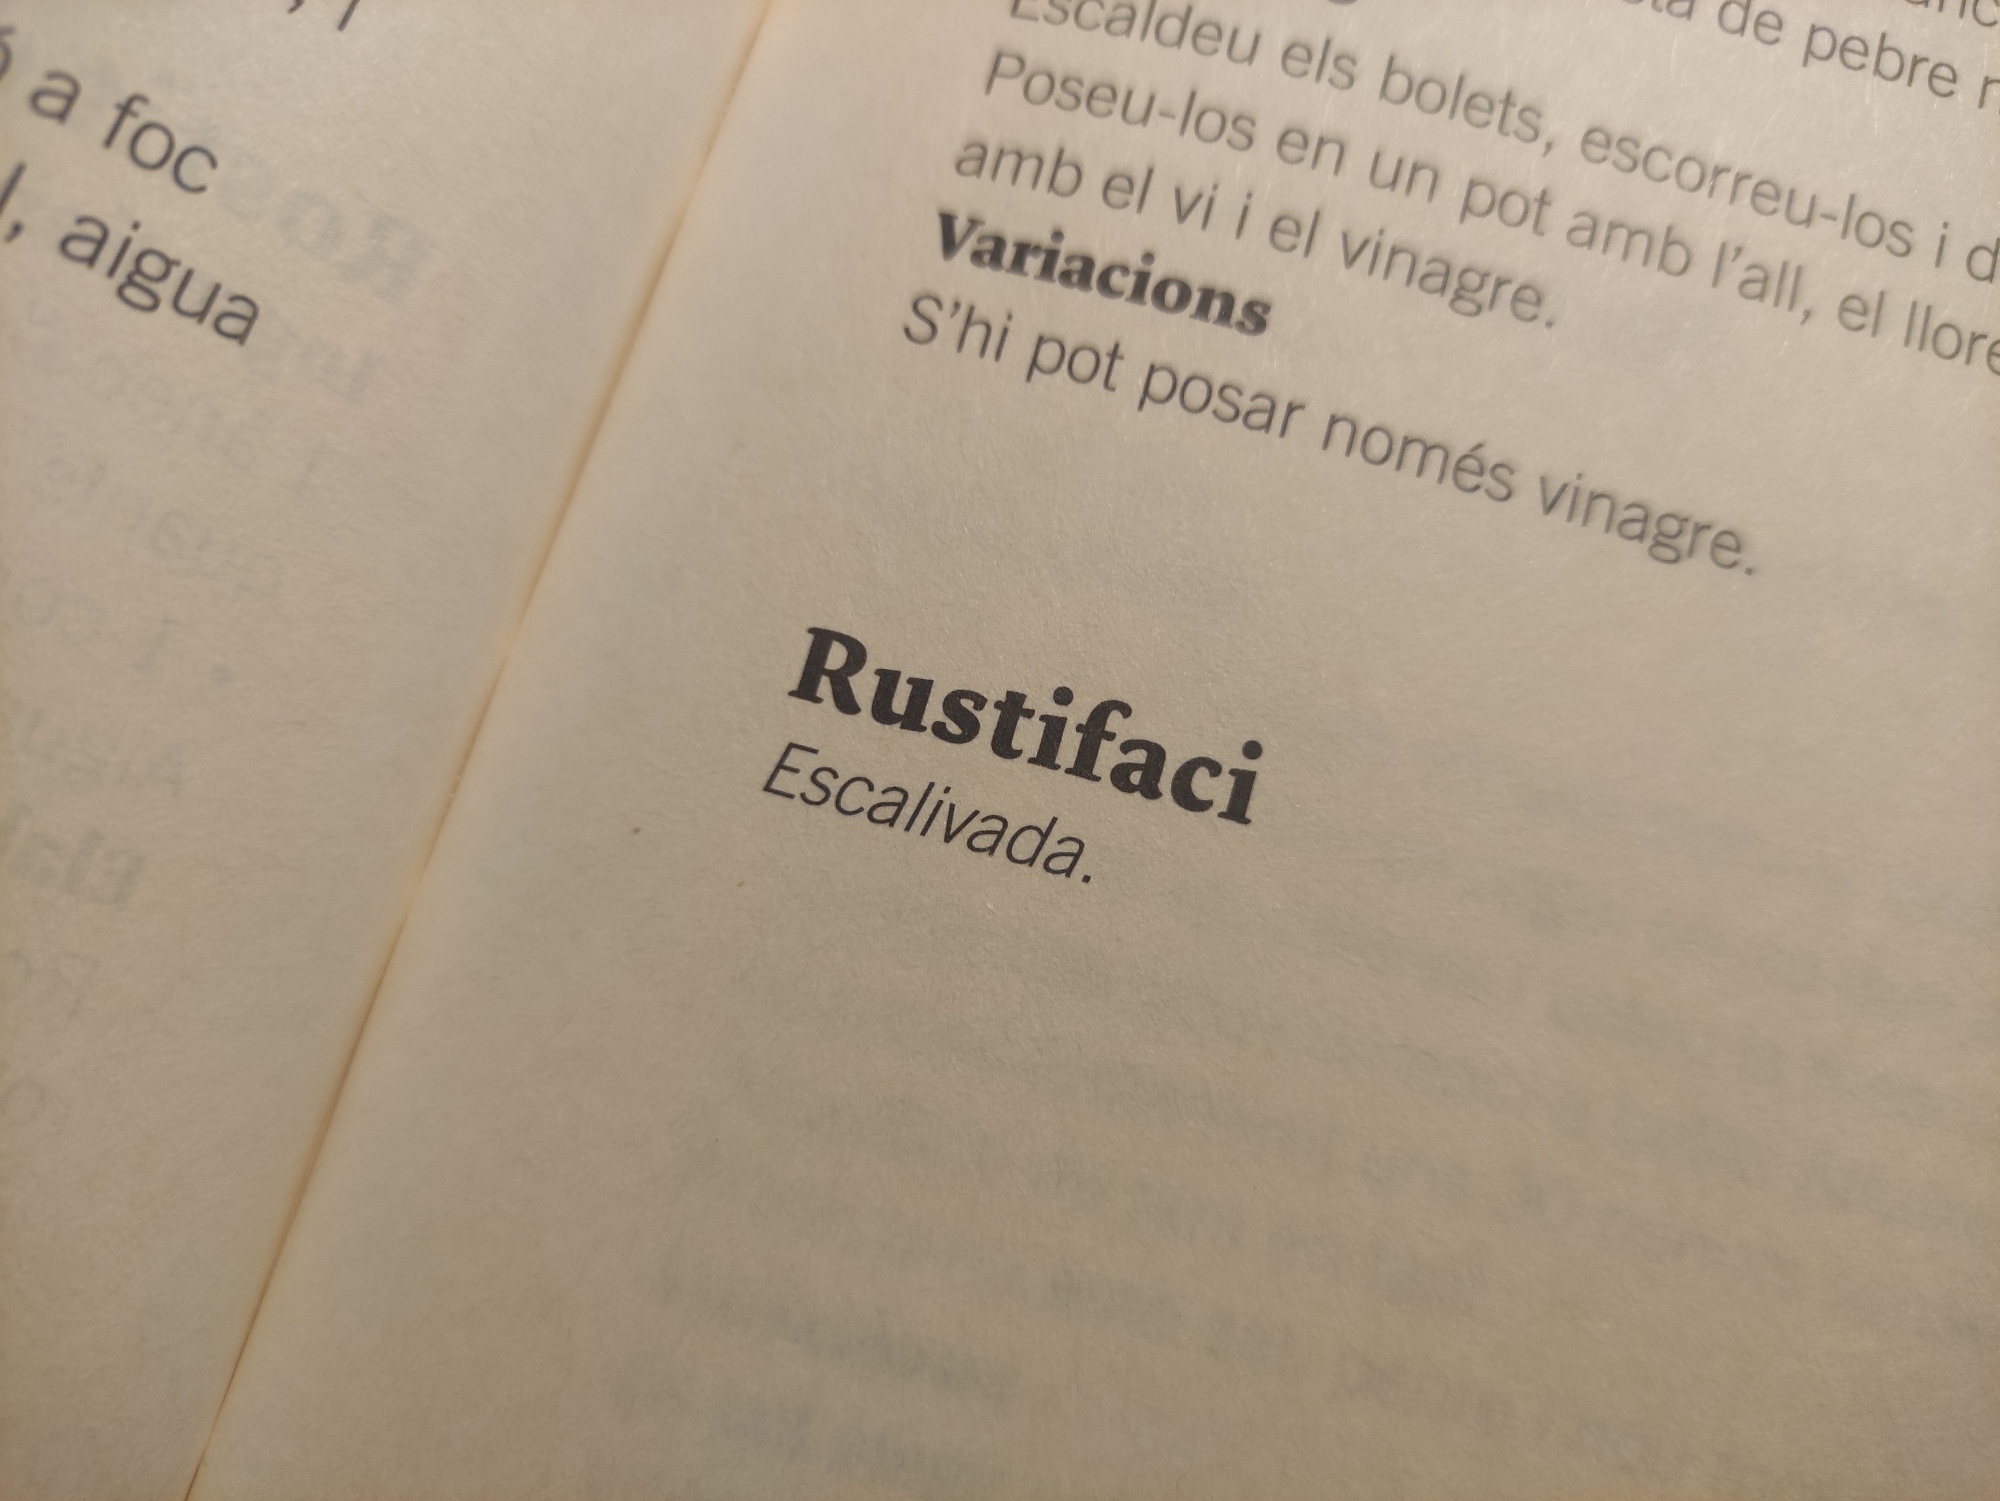 a foc
aigua
de pebre
Escaldeu els bolets, escorreu-los i
Poseu-los en un pot amb l'all, el
amb el vi i el vinagre.
Variacions
S'hi pot posar només vinagre.
Rustifaci
Escalivada.